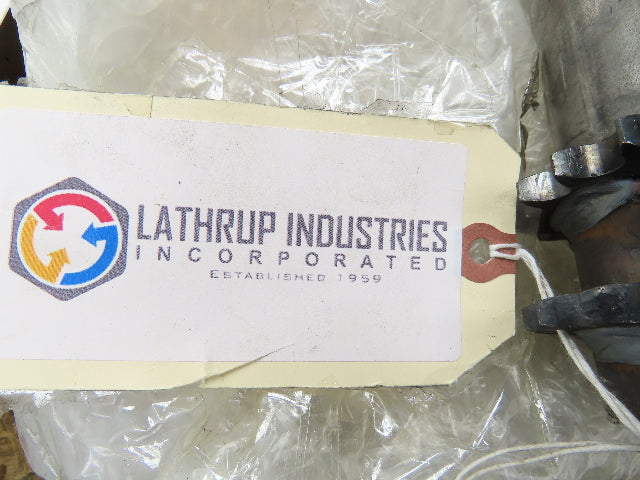 LATHRUP INDUSTRIES
INCORPORATED
ESTABLISHED 1959